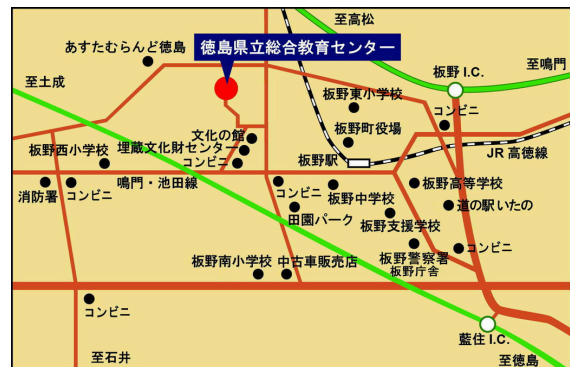 至高松
あすたむらんど徳島
徳島県立総合教育センター
至鳴門
板野 I.C.
至土成
板野東小学校
コンビニ
文化の館
板野町役場
埋蔵文化財センター
板野西小学校
コンビニ
板野駅
JR 高徳線
消防署
コンビニ
鳴門・池田線
コンビニ
板野中学校
板野高等学校
田園パーク
道の駅いたの
板野支援学校
板野警察署
板野庁舎
コンビニ
板野南小学校
中古車販売店
コンビニ
藍住 I.C.
至石井
至徳島